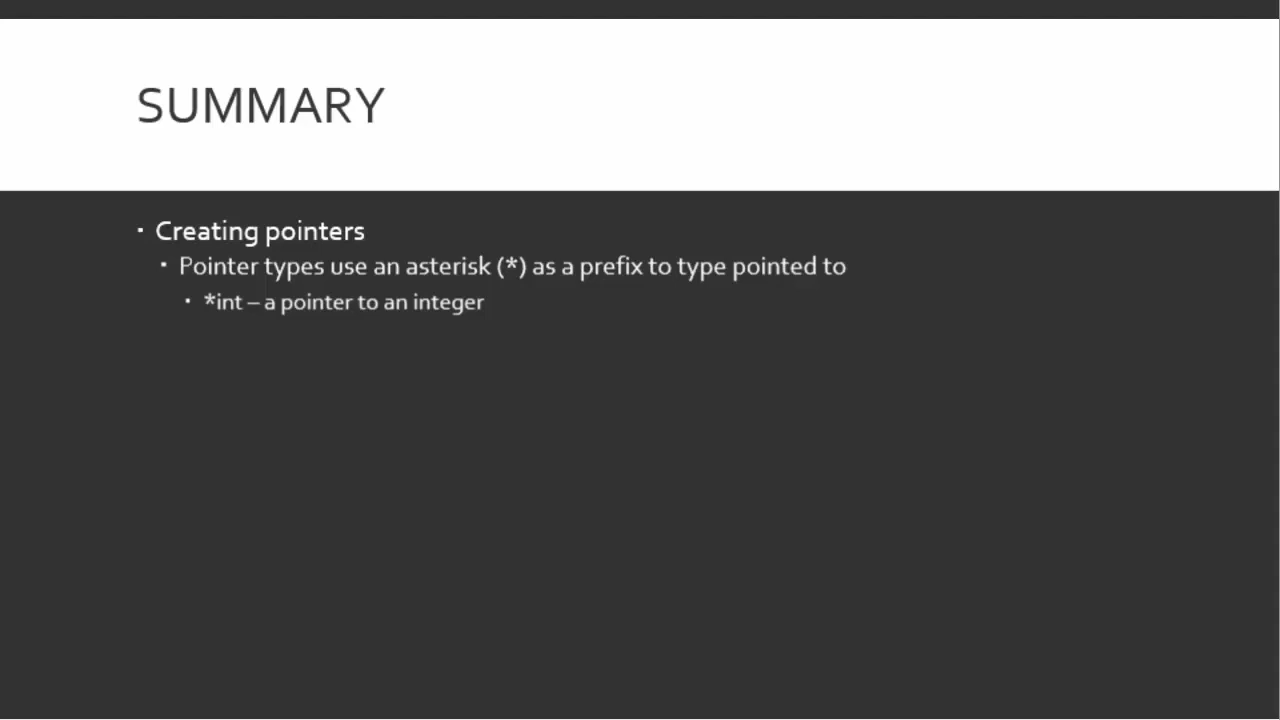 SUMMARY
▪ Creating pointers
▪ Pointer types use an asterisk (*) as a prefix to type pointed to
▪ *int – a pointer to an integer